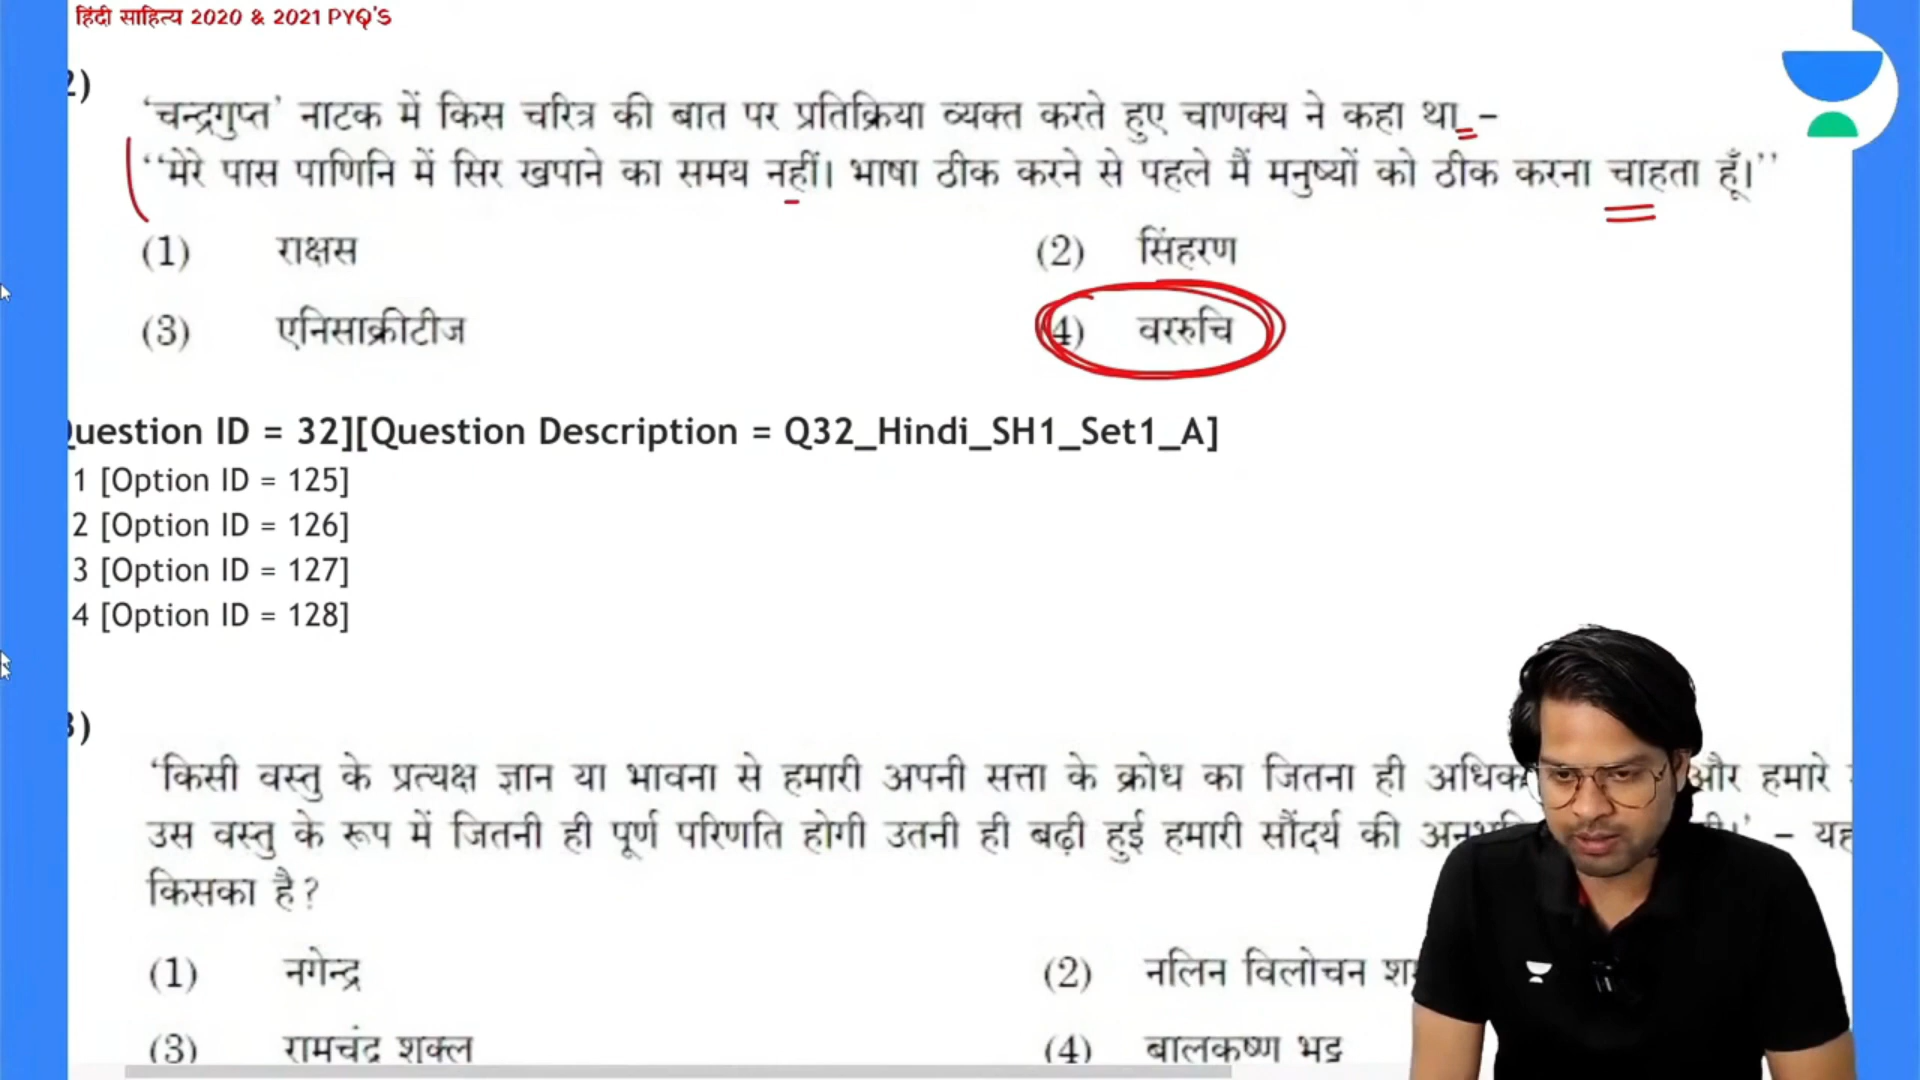 हिंदी साहित्य 2020 & 2021 PYQ'S
2)
'चन्द्रगुप्त' नाटक में किस चरित्र की बात पर प्रतिक्रिया व्यक्त करते हुए चाणक्य ने कहा था –
''मेरे पास पाणिनि में सिर खपाने का समय नहीं। भाषा ठीक करने से पहले मैं मनुष्यों को ठीक करना चाहता हूँ।''
(1) राक्षस (2) सिंहरण
(3) एनिसाक्रीटीज (4) वररुचि
uestion ID = 32][Question Description = Q32_Hindi_SH1_Set1_A]
1 [Option ID = 125]
2 [Option ID = 126]
3 [Option ID = 127]
4 [Option ID = 128]
3)
'किसी वस्तु के प्रत्यक्ष ज्ञान या भावना से हमारी अपनी सत्ता के क्रोध का जितना ही अधिक और हमारे
उस वस्तु के रूप में जितनी ही पूर्ण परिणति होगी उतनी ही बढ़ी हुई हमारी सौंदर्य की – यह
किसका है?
(1) नगेन्द्र (2) नलिन विलोचन
(3) रामचंद्र शुक्ल (4) बालकृष्ण भट्ट